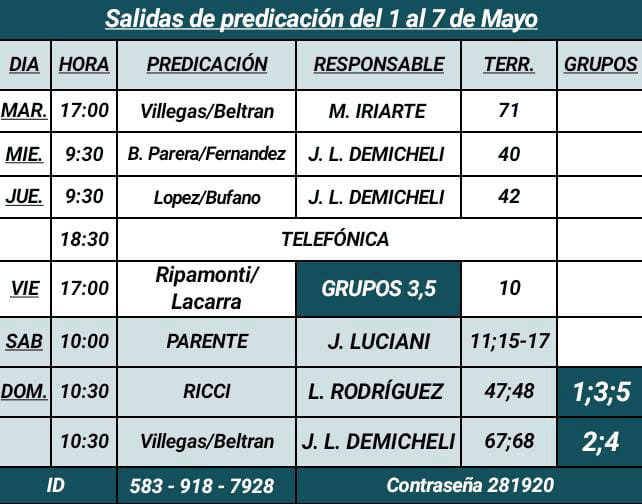 Salidas de predicación del 1 al 7 de Mayo
DIA HORA PREDICACIÓN RESPONSABLE TERR. GRUPOS
MAR. 17:00 Villegas/Beltran M. IRIARTE 71
MIE. 9:30 B. Parera/Fernandez J. L. DEMICHELI 40
JUE. 9:30 Lopez/Bufano J. L. DEMICHELI 42
18:30 TELEFÓNICA
VIE 17:00 Ripamonti/ Lacarra GRUPOS 3,5 10
SAB 10:00 PARENTE J. LUCIANI 11;15-17
DOM. 10:30 RICCI L. RODRÍGUEZ 47;48 1;3;5
10:30 Villegas/Beltran J. L. DEMICHELI 67;68 2;4
ID 583 - 918 - 7928 Contraseña 281920